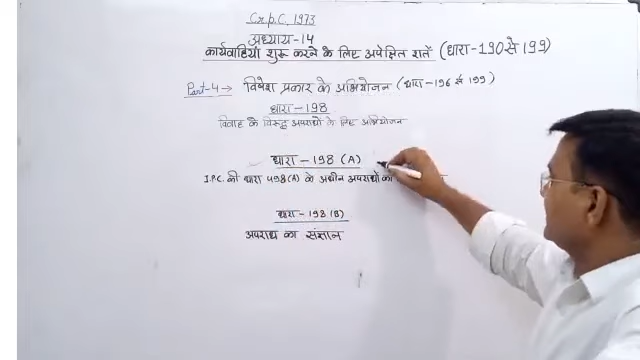 Cr.p.C. 1973
अध्याय-14
कार्यवाहियां शुरू करने के लिए अपेक्षित शर्तें (धारा-190 से 199)
Part-4 → विशेष प्रकार के अभियोजन (धारा-196 से 199)
धारा-198
विवाह के विरुद्ध अपराधों के लिए अभियोजन
धारा-198 (A)
I.P.C. की धारा 498(A) के अधीन अपराधों का
धारा-198(B)
अपराध का संज्ञान